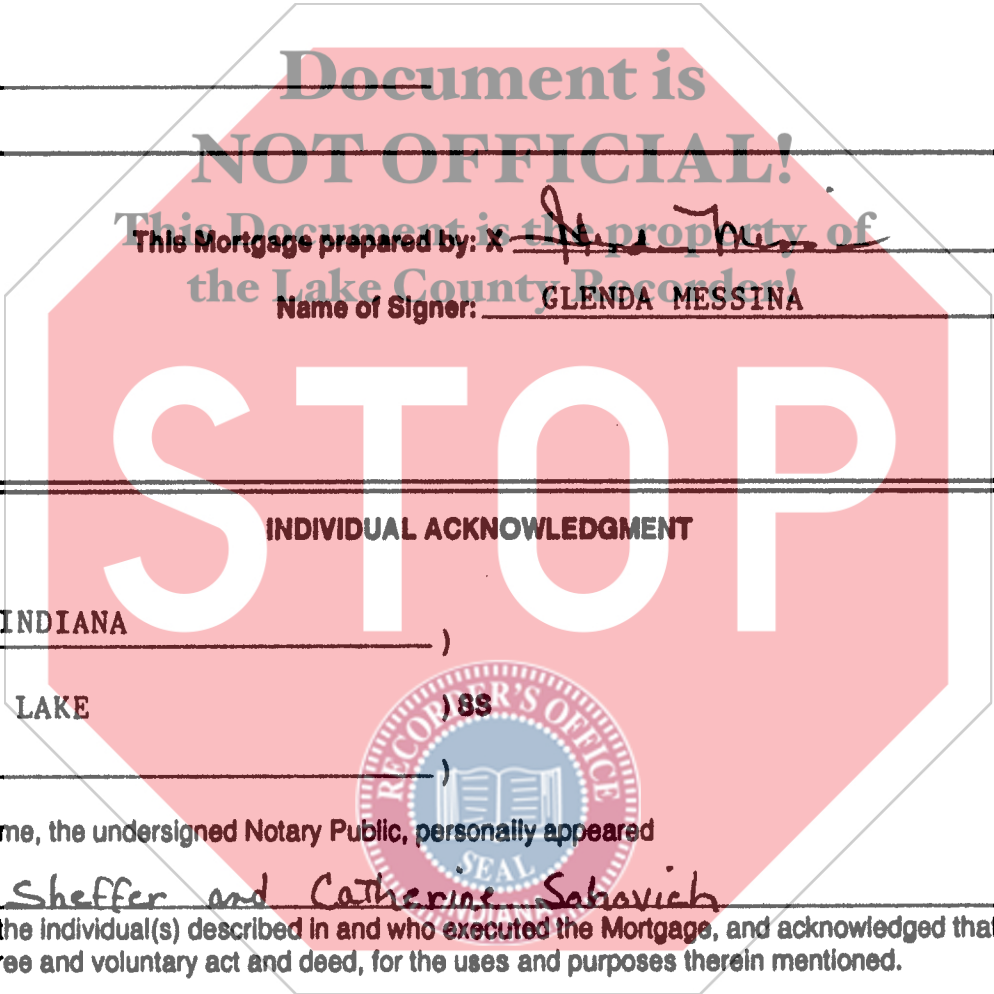 Document is
NOT OFFICIAL!
This Document is the property of
the Lake County Recorder!
This Mortgage prepared by: X
Name of Signer: GLENDA MESSINA
STOP
INDIVIDUAL ACKNOWLEDGMENT
INDIANA )
LAKE ) SS
)
RECORDER'S OFFICE
SEAL
INDIANA
me, the undersigned Notary Public, personally appeared
Sheffer and Catherine Sahovich
the individual(s) described in and who executed the Mortgage, and acknowledged that
ree and voluntary act and deed, for the uses and purposes therein mentioned.